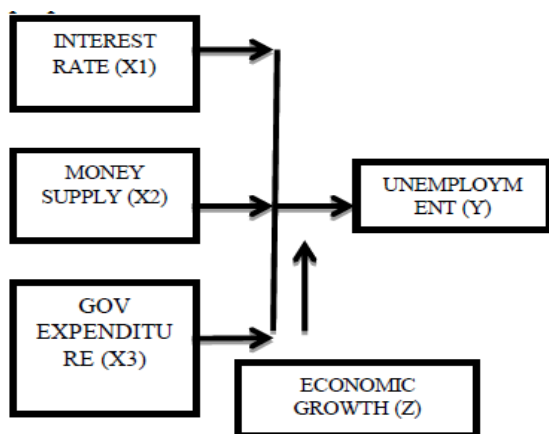 INTEREST
RATE (X1)
MONEY
SUPPLY (X2)
UNEMPLOYM
ENT (Y)
GOV
EXPENDITU
RE (X3)
ECONOMIC
GROWTH (Z)